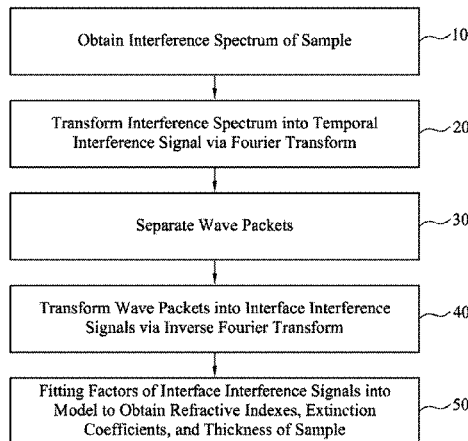 Obtain Interference Spectrum of Sample
10
Transform Interference Spectrum into Temporal
Interference Signal via Fourier Transform
20
Separate Wave Packets
30
Transform Wave Packets into Interface Interference
Signals via Inverse Fourier Transform
40
Fitting Factors of Interface Interference Signals into
Model to Obtain Refractive Indexes, Extinction
Coefficients, and Thickness of Sample
50